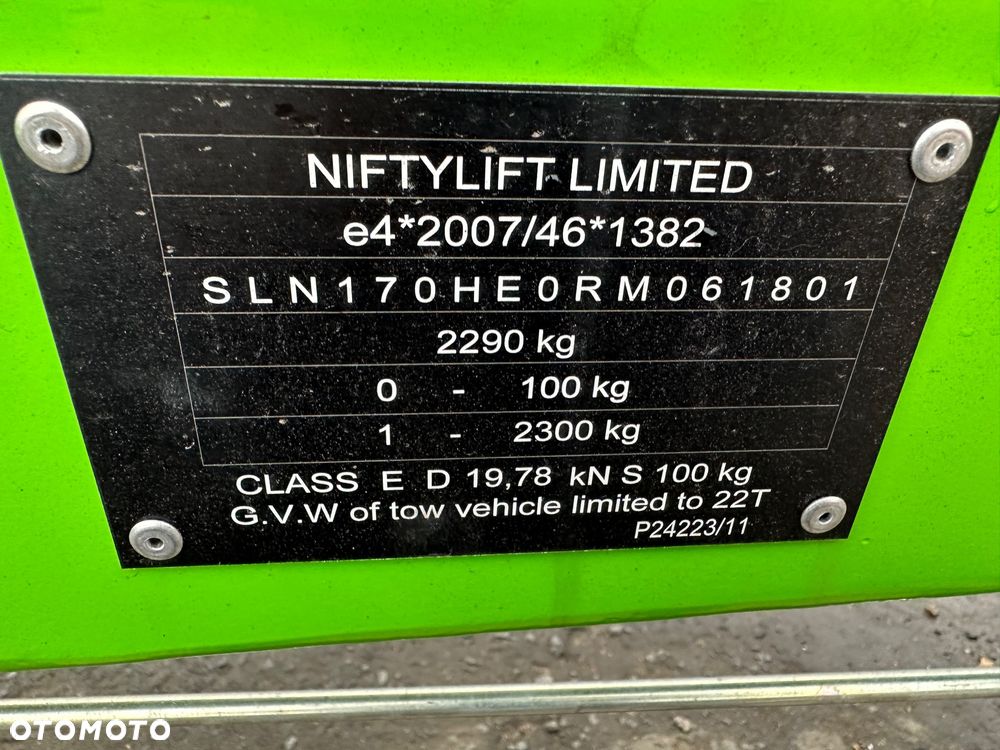 NIFTYLIFT LIMITED
e4*2007/46*1382
SLN170HE0RM061801
2290 kg
0 - 100 kg
1 - 2300 kg
CLASS E D 19,78 kN S 100 kg
G.V.W of tow vehicle limited to 22T
P24223/11
OTOMOTO